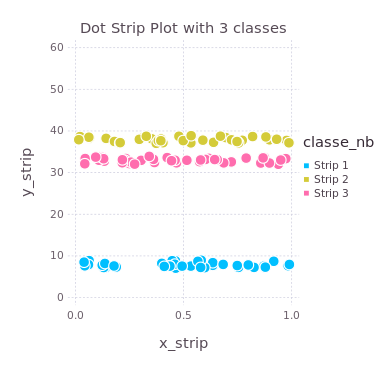 Dot Strip Plot with 3 classes
60
50
40
30
20
10
0
y_strip
0.0 0.5 1.0
x_strip
classe_nb
Strip 1
Strip 2
Strip 3